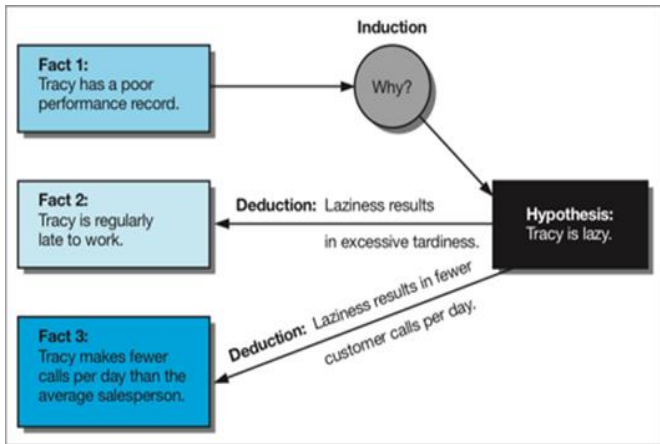 Induction
Fact 1:
Tracy has a poor
performance record.
Why?
Fact 2:
Tracy is regularly
late to work.
Deduction: Laziness results
in excessive tardiness.
Hypothesis:
Tracy is lazy.
Deduction: Laziness results in fewer
customer calls per day.
Fact 3:
Tracy makes fewer
calls per day than the
average salesperson.